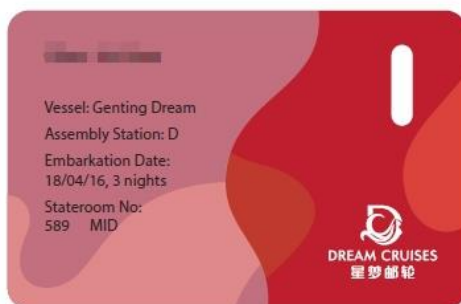 Vessel: Genting Dream
Assembly Station: D
Embarkation Date:
18/04/16, 3 nights
Stateroom No:
589 MID
DREAM CRUISES
星梦邮轮